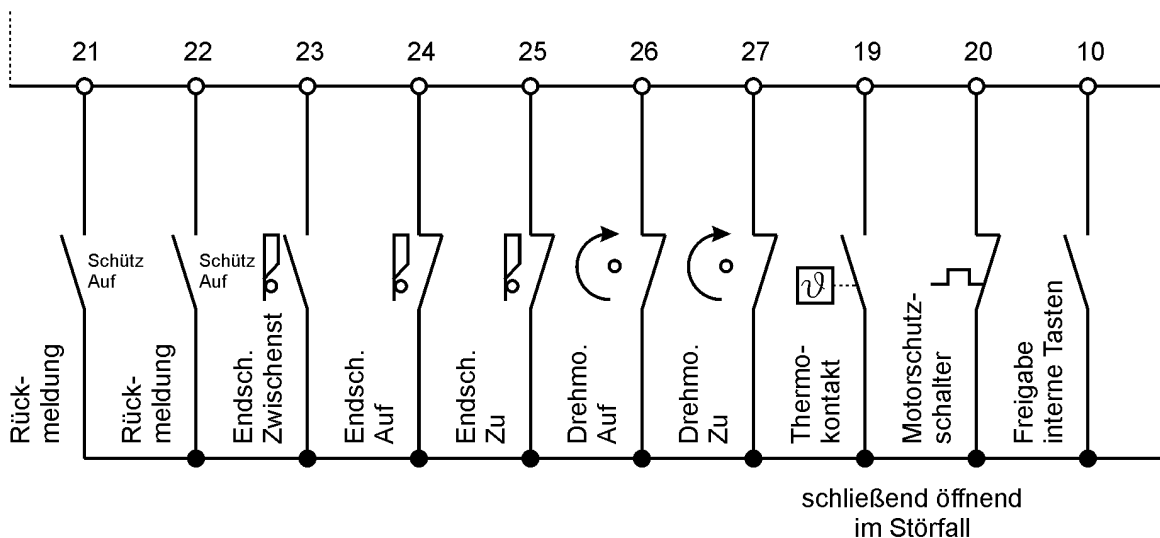 21 22 23 24 25 26 27 19 20 10
Schütz
Auf
Schütz
Auf
ϑ
Rück-
meldung
Rück-
meldung
Endsch.
Zwischenst
Endsch.
Auf
Endsch.
Zu
Drehmo.
Auf
Drehmo.
Zu
Thermo-
kontakt
Motorschutz-
schalter
Freigabe
interne Tasten
schließend öffnend
im Störfall